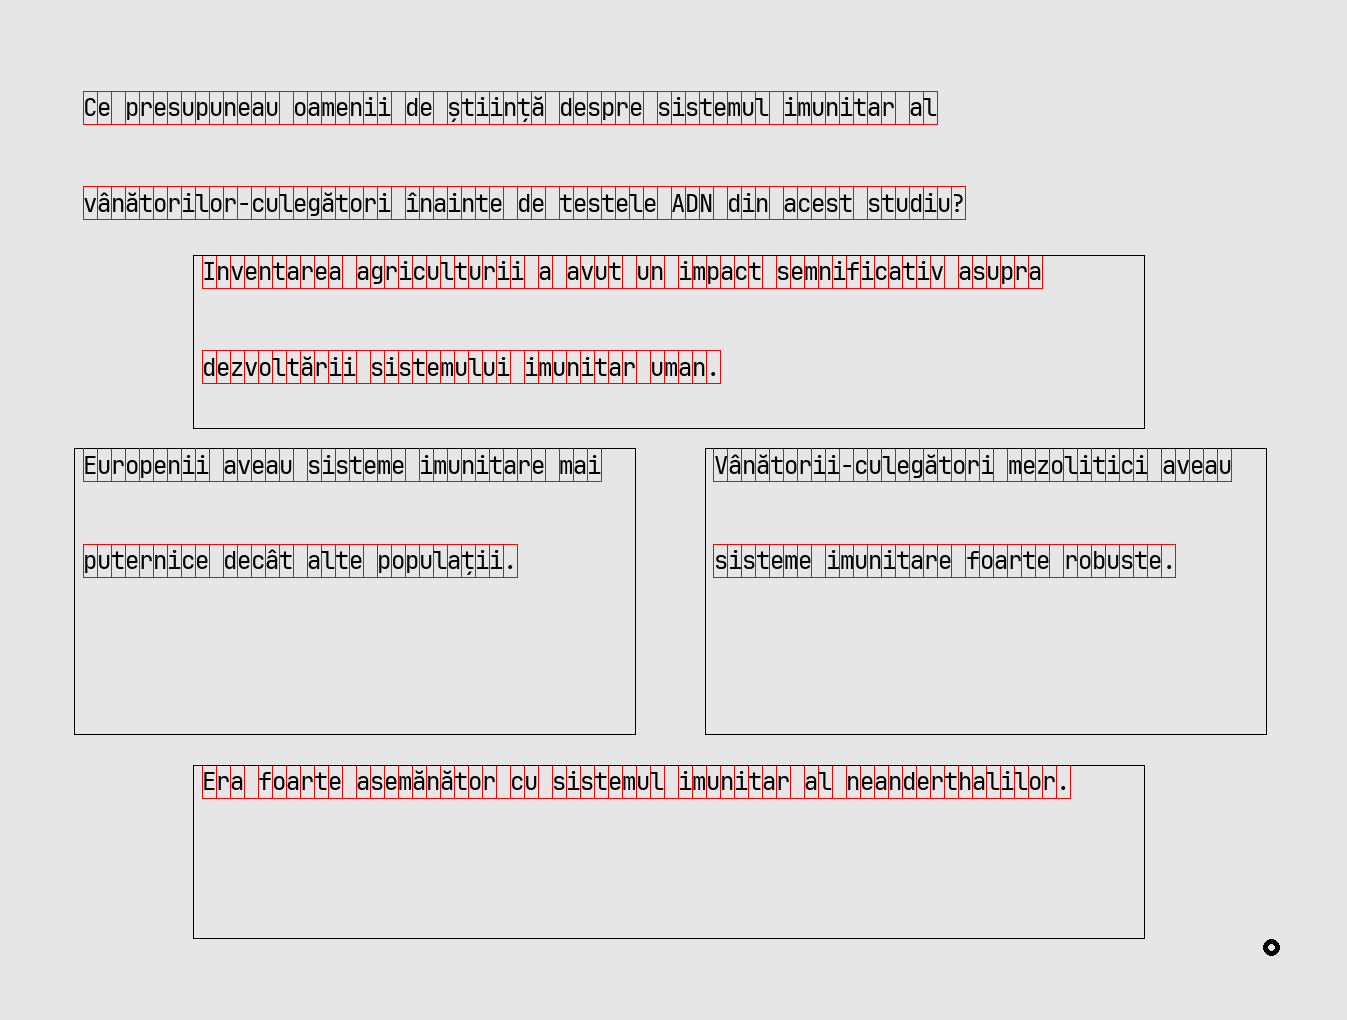 Ce presupuneau oamenii de știință despre sistemul imunitar al
vânătorilor-culegători înainte de testele ADN din acest studiu?
Inventarea agriculturii a avut un impact semnificativ asupra
dezvoltării sistemului imunitar uman.
Europenii aveau sisteme imunitare mai
puternice decât alte populații.
Vânătorii-culegători mezolitici aveau
sisteme imunitare foarte robuste.
Era foarte asemănător cu sistemul imunitar al neanderthalilor.